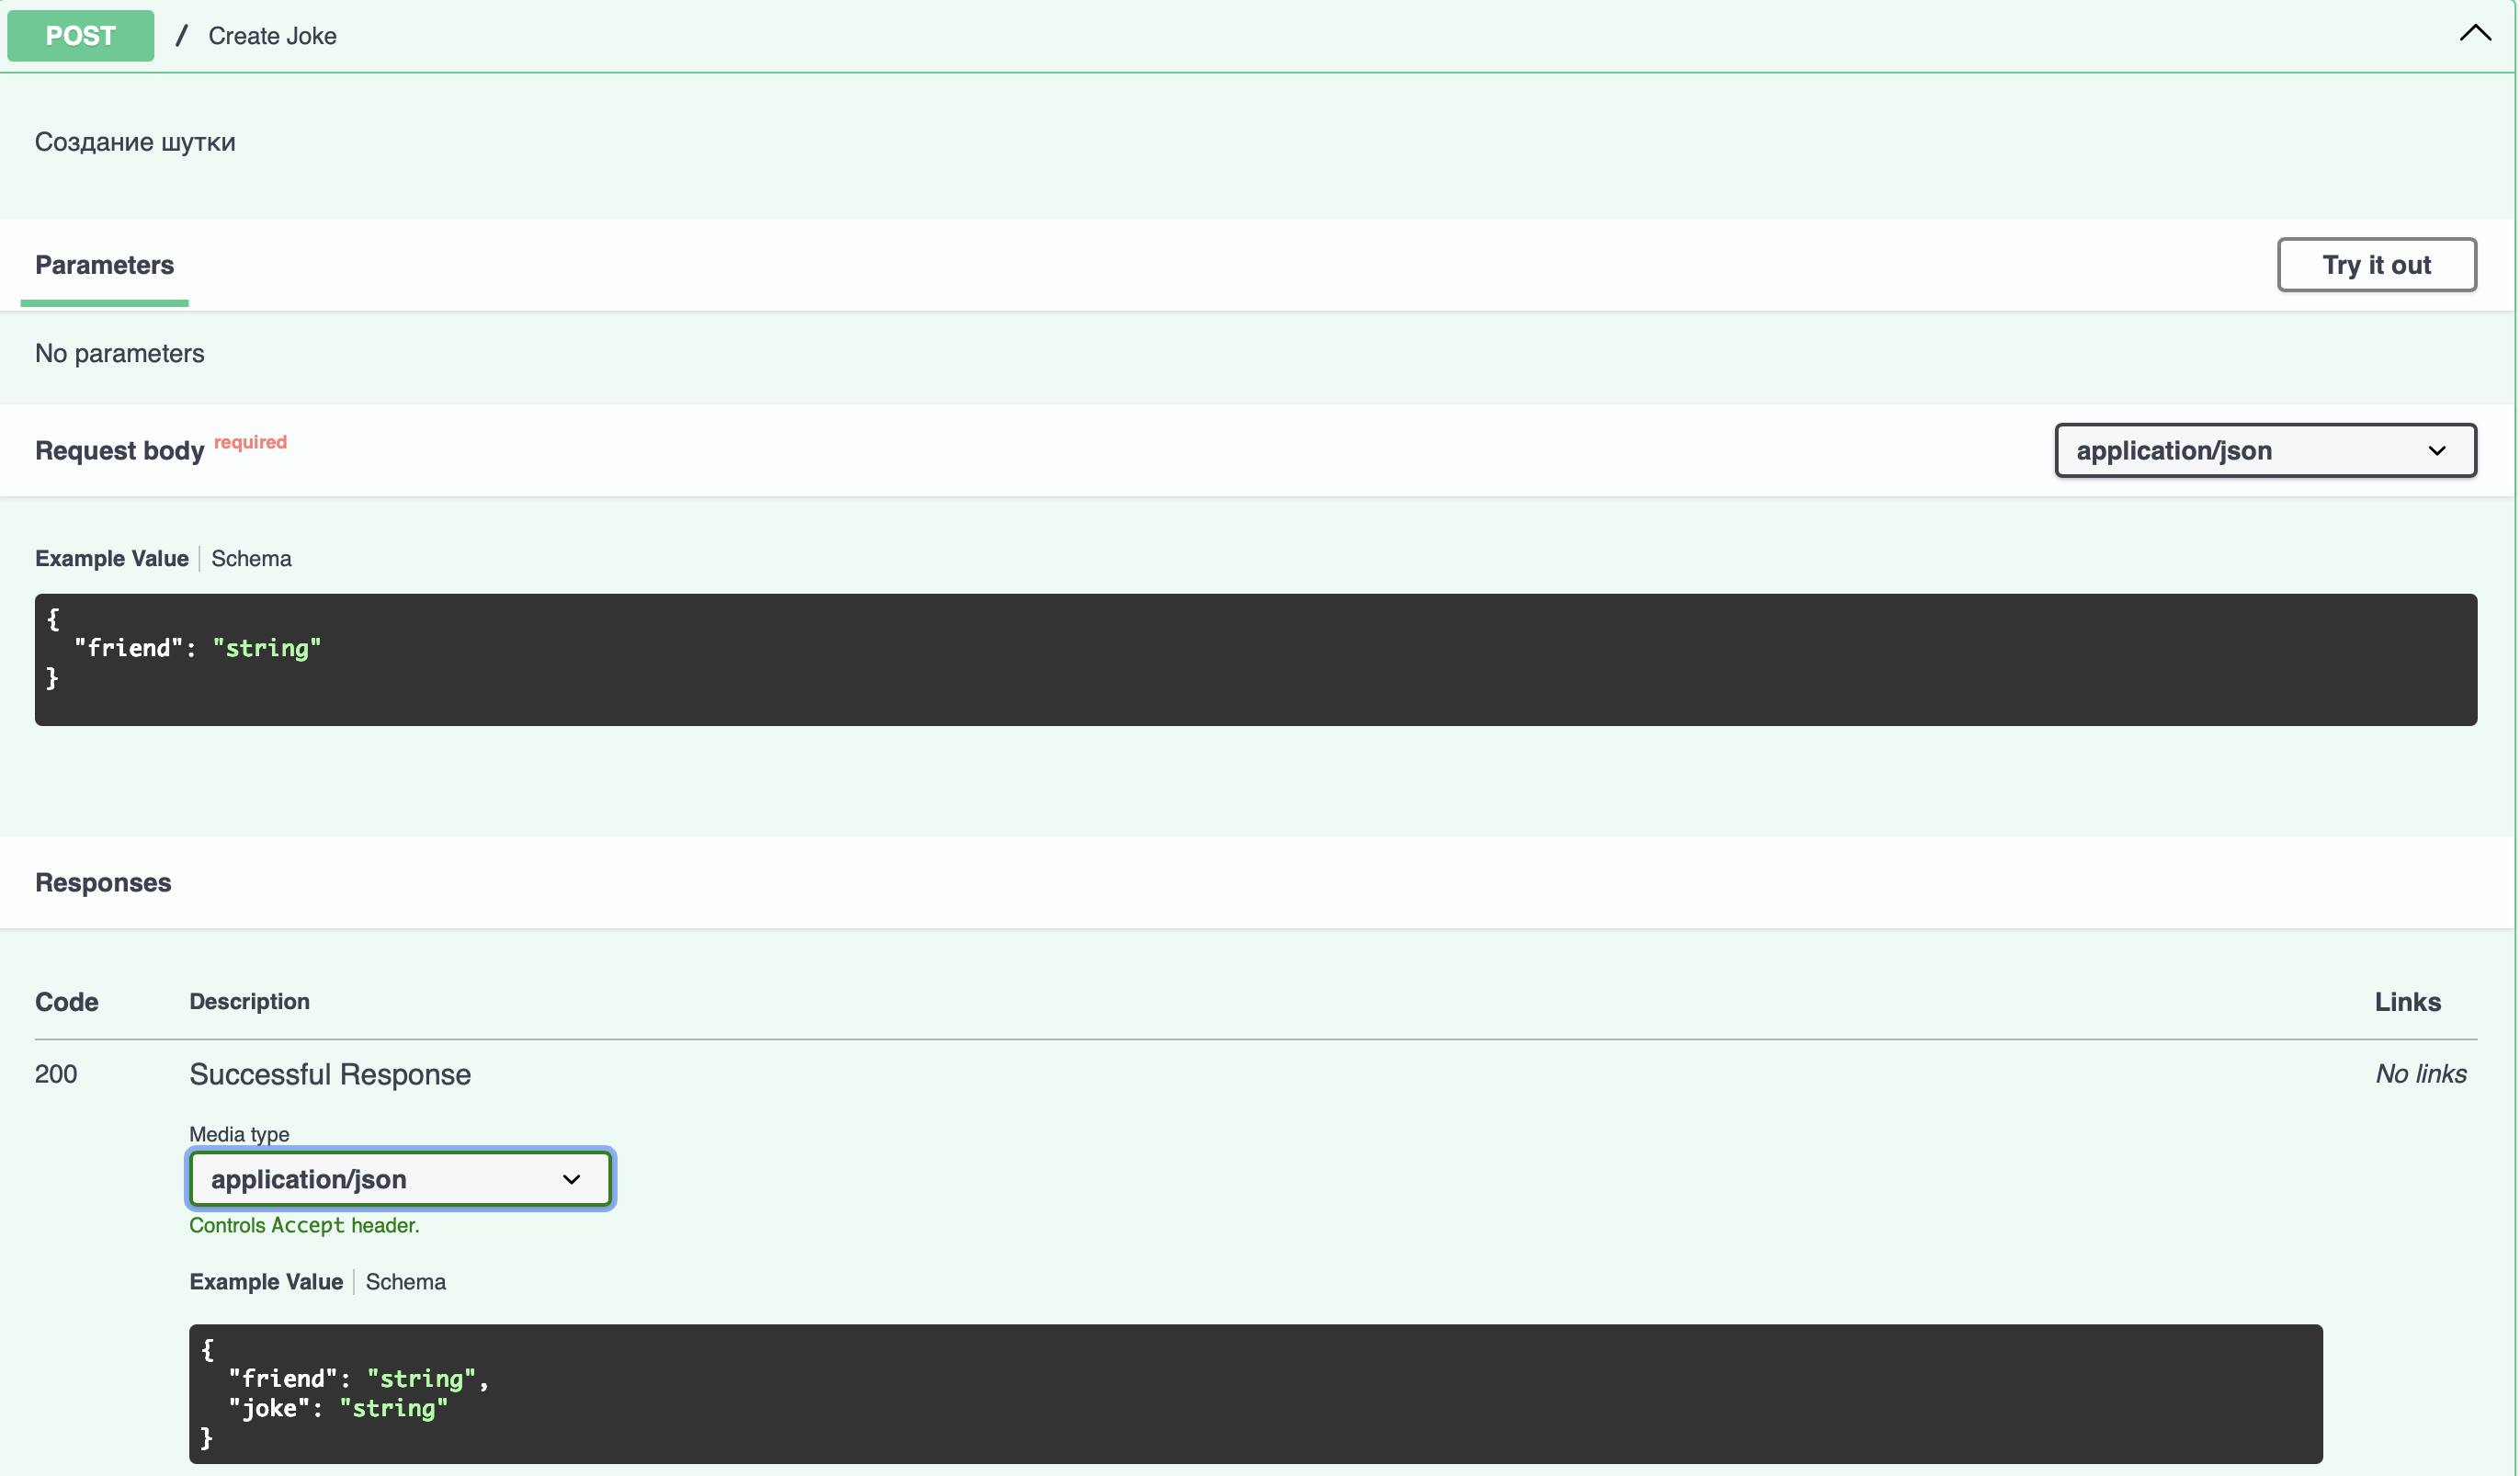 POST / Create Joke
Создание шутки
Parameters
Try it out
No parameters
Request body required
application/json
Example Value Schema
{
  "friend": "string"
}
Responses
Code Description Links
200 Successful Response No links
Media type
application/json
Controls Accept header.
Example Value Schema
{
  "friend": "string",
  "joke": "string"
}